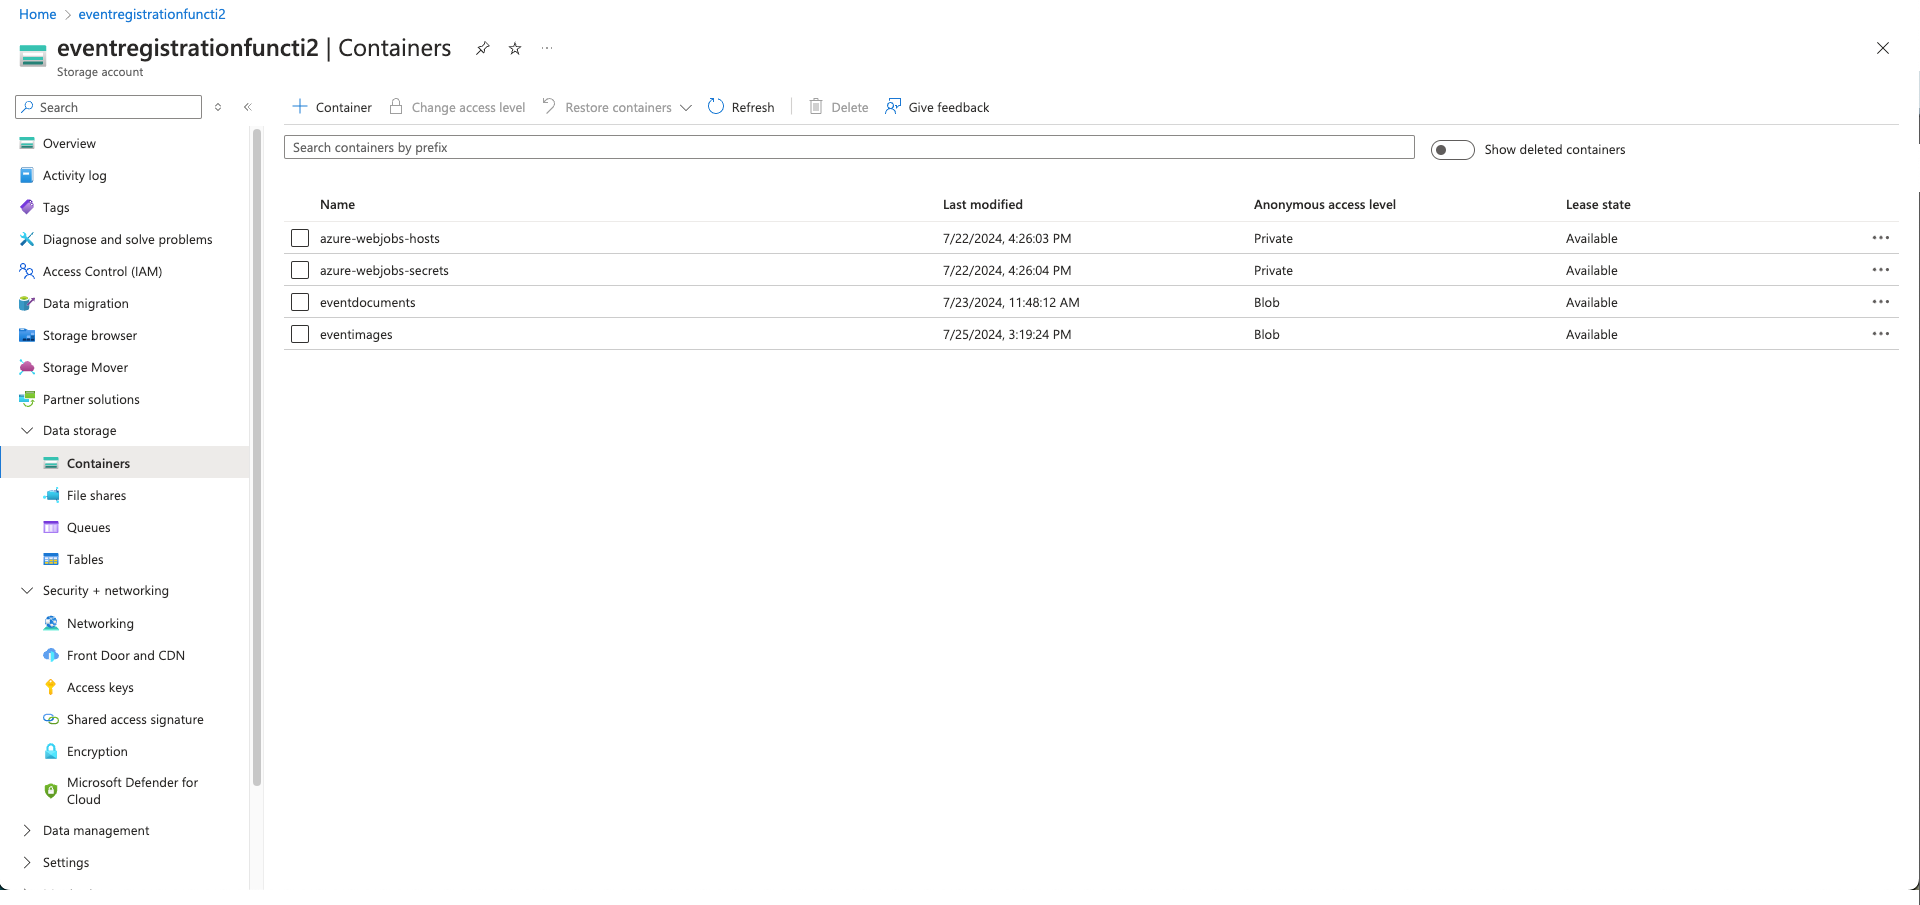 Home > eventregistrationfuncti2
eventregistrationfuncti2 | Containers
Storage account
Search
Overview
Activity log
Tags
Diagnose and solve problems
Access Control (IAM)
Data migration
Storage browser
Storage Mover
Partner solutions
Data storage
Containers
File shares
Queues
Tables
Security + networking
Networking
Front Door and CDN
Access keys
Shared access signature
Encryption
Microsoft Defender for
Cloud
Data management
Settings
Container Change access level Restore containers Refresh Delete Give feedback
Search containers by prefix
Show deleted containers
Name Last modified Anonymous access level Lease state
azure-webjobs-hosts 7/22/2024, 4:26:03 PM Private Available
azure-webjobs-secrets 7/22/2024, 4:26:04 PM Private Available
eventdocuments 7/23/2024, 11:48:12 AM Blob Available
eventimages 7/25/2024, 3:19:24 PM Blob Available